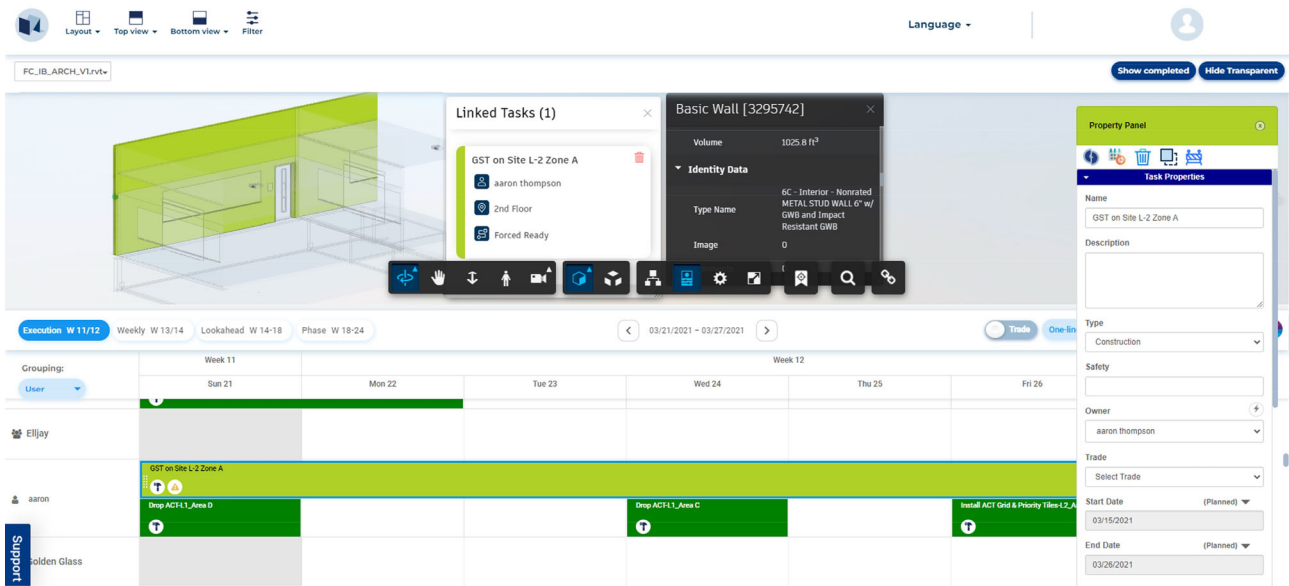 Layout
Top view
Bottom view
Filter
Language
FC_IB_ARCH_V1.rvt
Show completed
Hide Transparent
Linked Tasks (1)
GST on Site L-2 Zone A
aaron thompson
2nd Floor
Forced Ready
Basic Wall [3295742]
Volume 1025.8 ft³
Identity Data
Type Name
6C - Interior - Nonrated
METAL STUD WALL 6" w/
GWB and Impact
Resistant GWB
Image 0
Property Panel
Task Properties
Name
GST on Site L-2 Zone A
Description
Type
Construction
Safety
Owner
aaron thompson
Trade
Select Trade
Start Date (Planned)
03/15/2021
End Date (Planned)
03/26/2021
Execution W 11/12
Weekly W 13/14
Lookahead W 14-18
Phase W 18-24
03/21/2021 - 03/27/2021
Trade
One-lin
Grouping:
User
Week 11
Week 12
Sun 21
Mon 22
Tue 23
Wed 24
Thu 25
Fri 26
Elljay
aaron
GST on Site L-2 Zone A
Drop ACT-L1_Area D
Drop ACT-L1_Area C
Install ACT Grid & Priority Tiles-L2_A
Golden Glass
Support